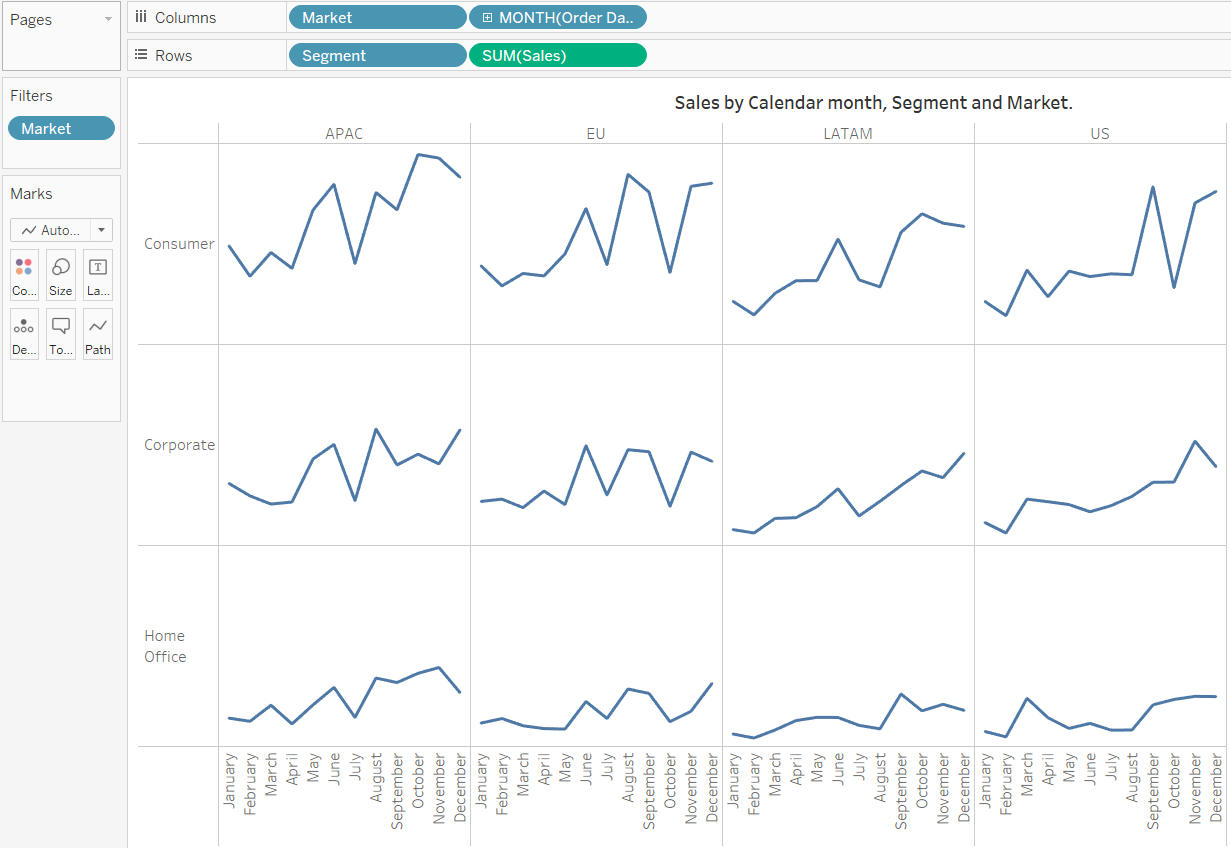 Pages
Columns
Market
MONTH(Order Da..
Rows
Segment
SUM(Sales)
Filters
Market
Marks
Auto...
Co...
Size
La...
De...
To...
Path
Sales by Calendar month, Segment and Market.
APAC
EU
LATAM
US
Consumer
Corporate
Home
Office
January
February
March
April
May
June
July
August
September
October
November
December
January
February
March
April
May
June
July
August
September
October
November
December
January
February
March
April
May
June
July
August
September
October
November
December
January
February
March
April
May
June
July
August
September
October
November
December